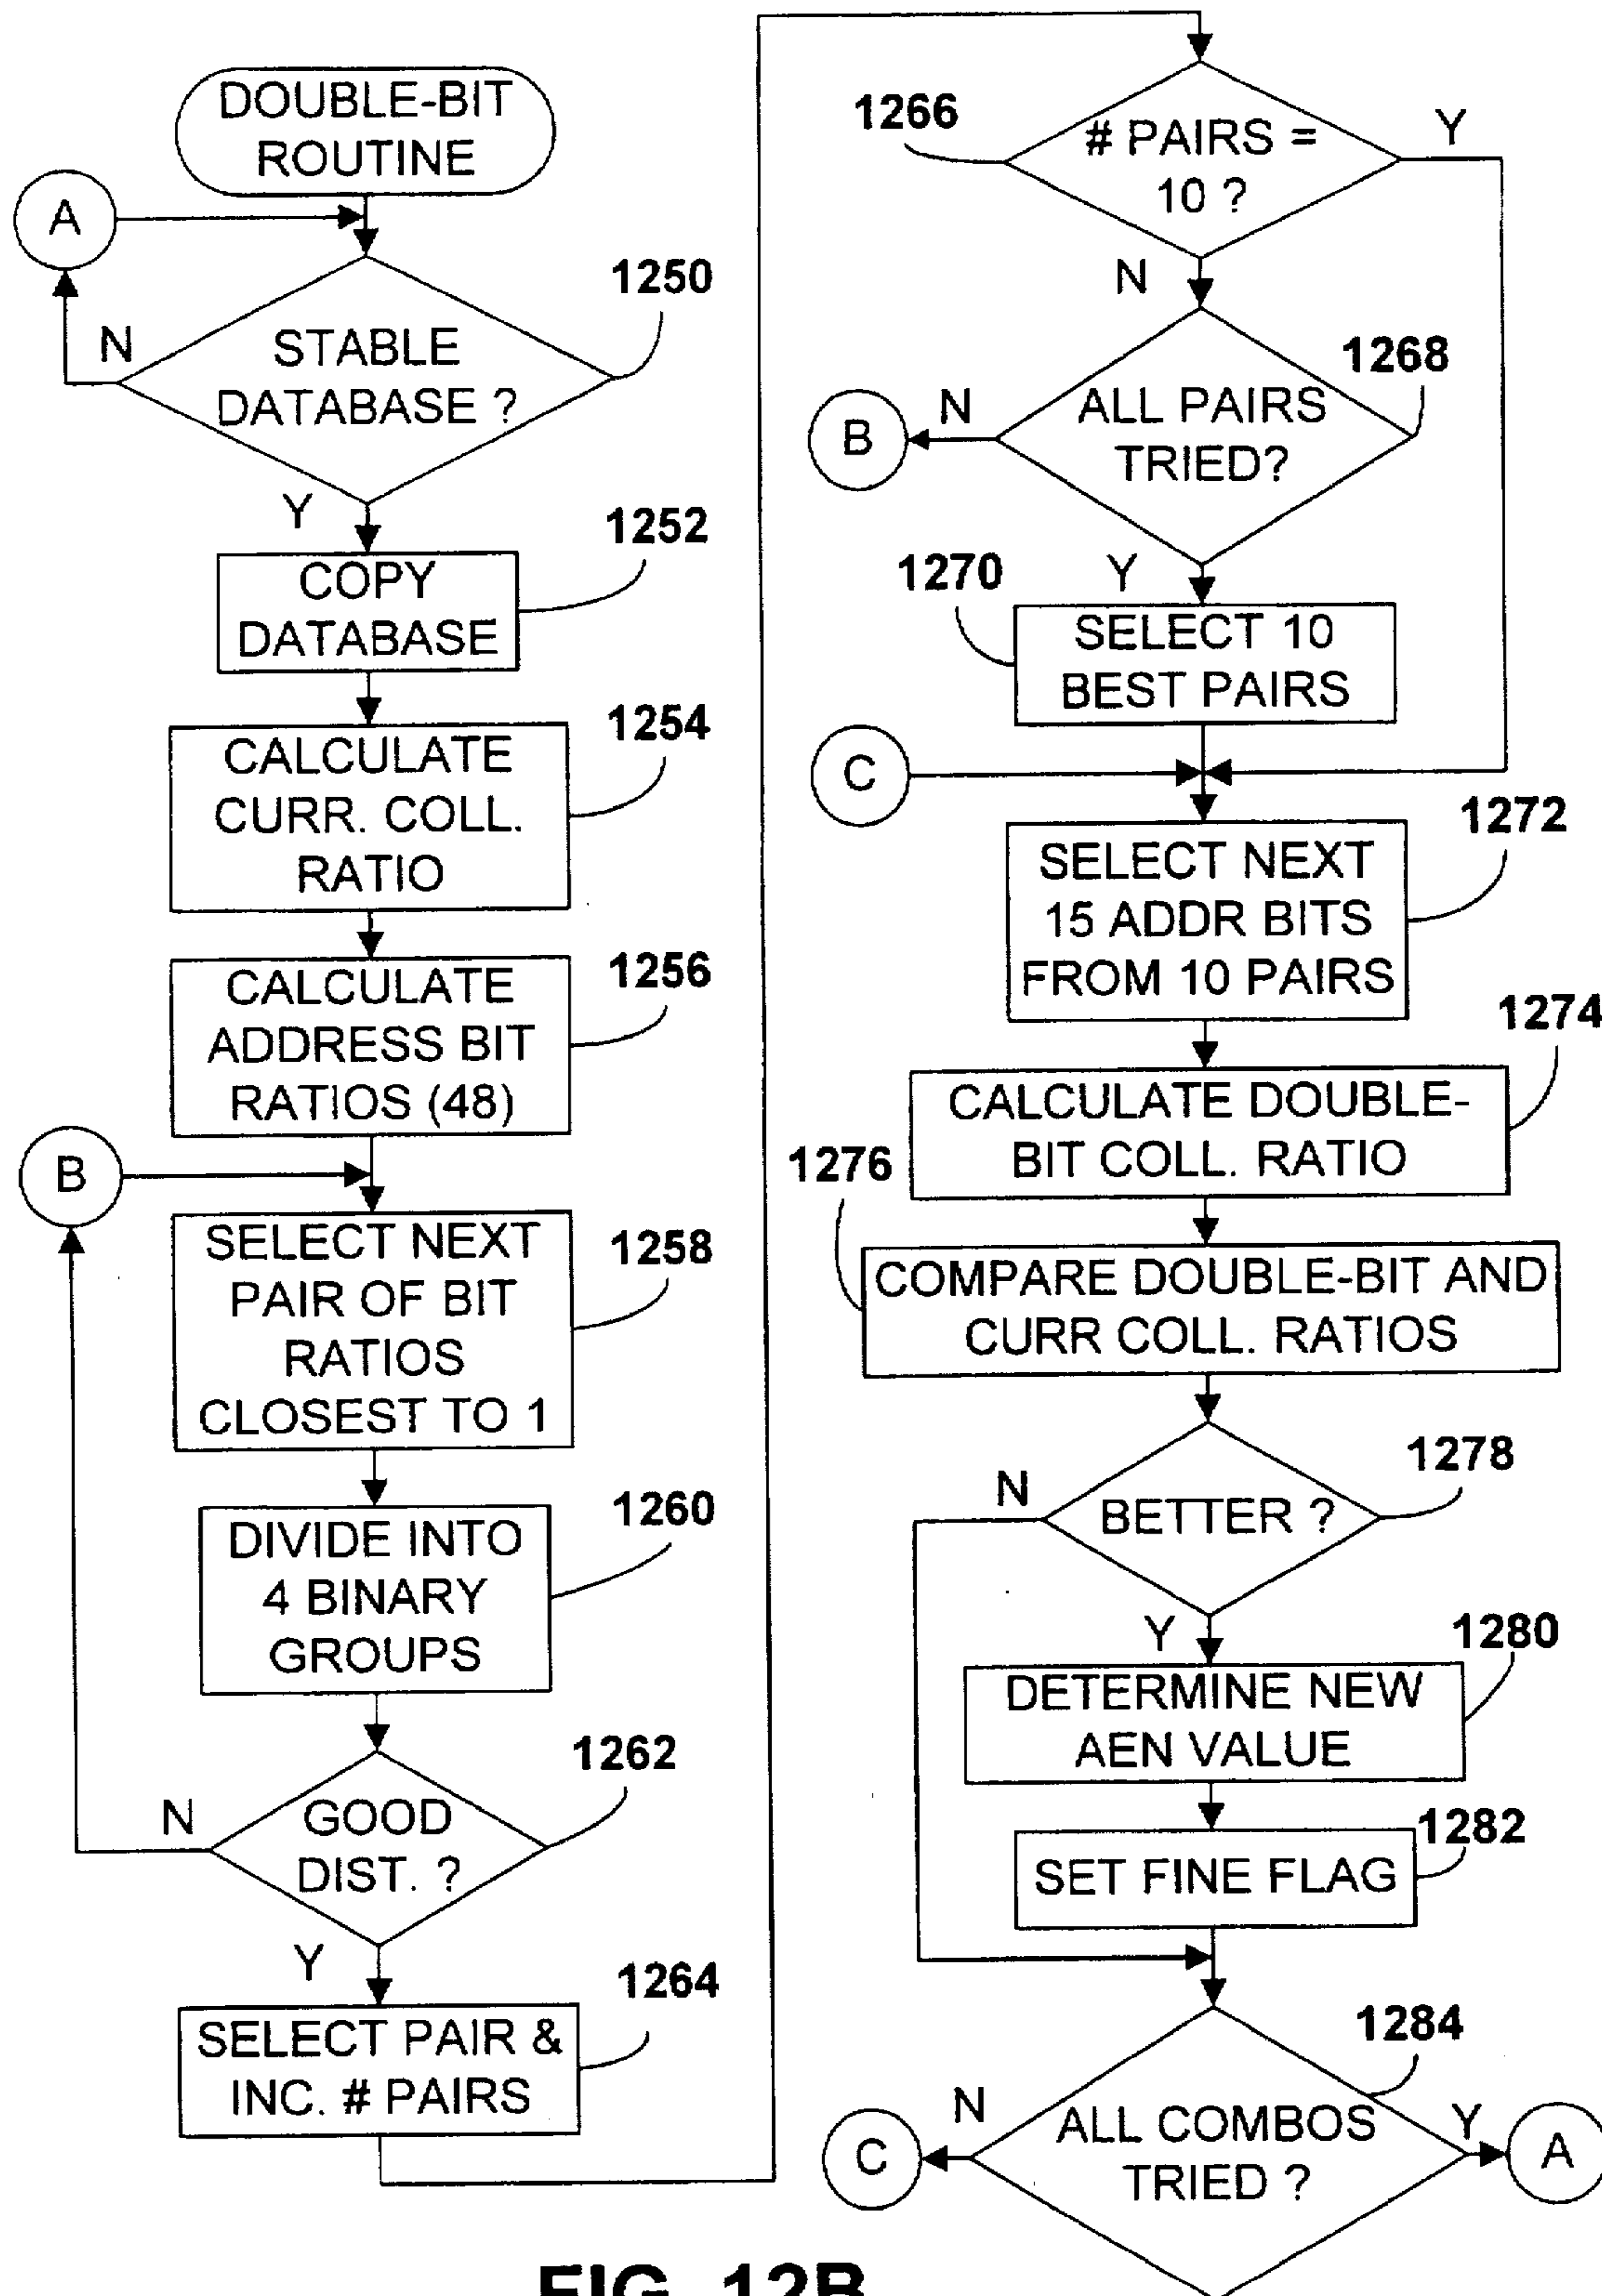 DOUBLE-BIT
ROUTINE
A
1250
N
STABLE
DATABASE ?
Y
1252
COPY
DATABASE
1254
CALCULATE
CURR. COLL.
RATIO
1256
CALCULATE
ADDRESS BIT
RATIOS (48)
B
1258
SELECT NEXT
PAIR OF BIT
RATIOS
CLOSEST TO 1
1260
DIVIDE INTO
4 BINARY
GROUPS
1262
N
GOOD
DIST. ?
Y
1264
SELECT PAIR &
INC. # PAIRS
1266
# PAIRS =
10 ?
Y
N
1268
B
N
ALL PAIRS
TRIED?
Y
1270
SELECT 10
BEST PAIRS
C
1272
SELECT NEXT
15 ADDR BITS
FROM 10 PAIRS
1274
CALCULATE DOUBLE-
BIT COLL. RATIO
1276
COMPARE DOUBLE-BIT AND
CURR COLL. RATIOS
1278
N
BETTER ?
Y
1280
DETERMINE NEW
AEN VALUE
1282
SET FINE FLAG
1284
C
N
ALL COMBOS
TRIED ?
Y
A
FIG. 12B